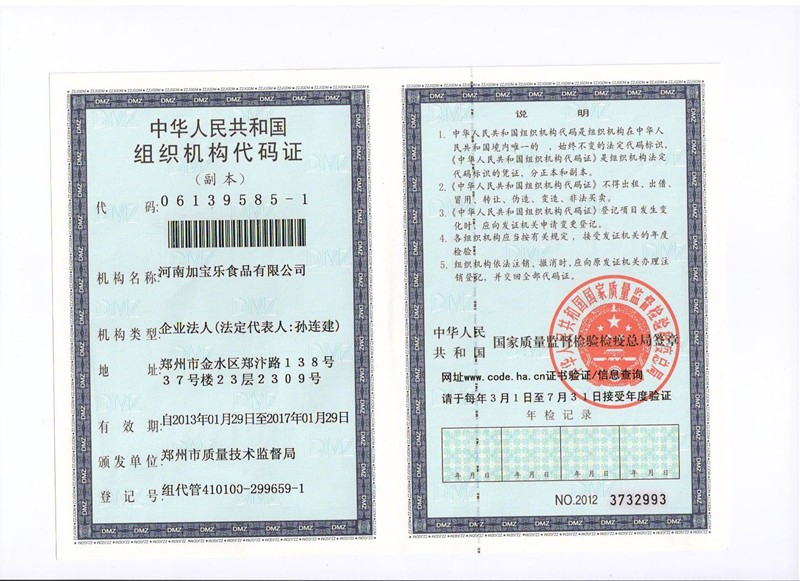 中华人民共和国
组织机构代码证
(副本)
代 码:06139585-1
机构名称:河南加宝乐食品有限公司
机构类型:企业法人(法定代表人:孙连建)
地 址:郑州市金水区郑汴路138号
37号楼23层2309号
有 效 期:自2013年01月29日至2017年01月29日
颁发单位:郑州市质量技术监督局
登 记 号:组代管410100-299659-1
说 明
1. 中华人民共和国组织机构代码是组织机构在中华人
民共和国境内唯一的、始终不变的法定代码标识,
《中华人民共和国组织机构代码证》是组织机构法定
代码标识的凭证,分正本和副本。
2.《中华人民共和国组织机构代码证》不得出租、出借、
冒用、转让、伪造、变造、非法买卖。
3.《中华人民共和国组织机构代码证》登记项目发生变
化时,应向发证机关申请变更登记。
4. 各组织机构应当按有关规定,接受发证机关的年度
检验。
5. 组织机构依法注销、撤消时,应向原发证机关办理注
销登记,并交回全部代码证。
中华人民
共和国
国家质量监督检验检疫总局签章
网址www.code.ha.cn证书验证/信息查询
请于每年3月1日至7月31日接受年度验证
年检记录
年 月 日
年 月 日
年 月 日
年 月 日
NO.2012 3732993